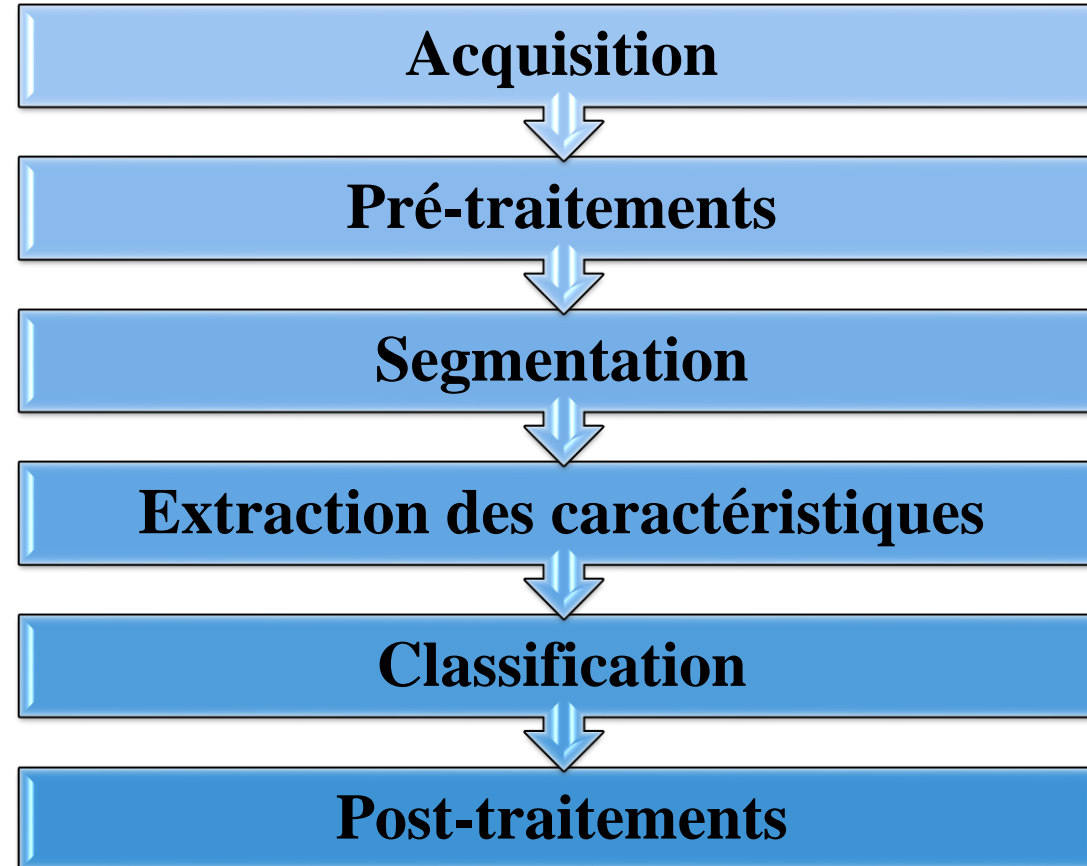 Acquisition
Pré-traitements
Segmentation
Extraction des caractéristiques
Classification
Post-traitements